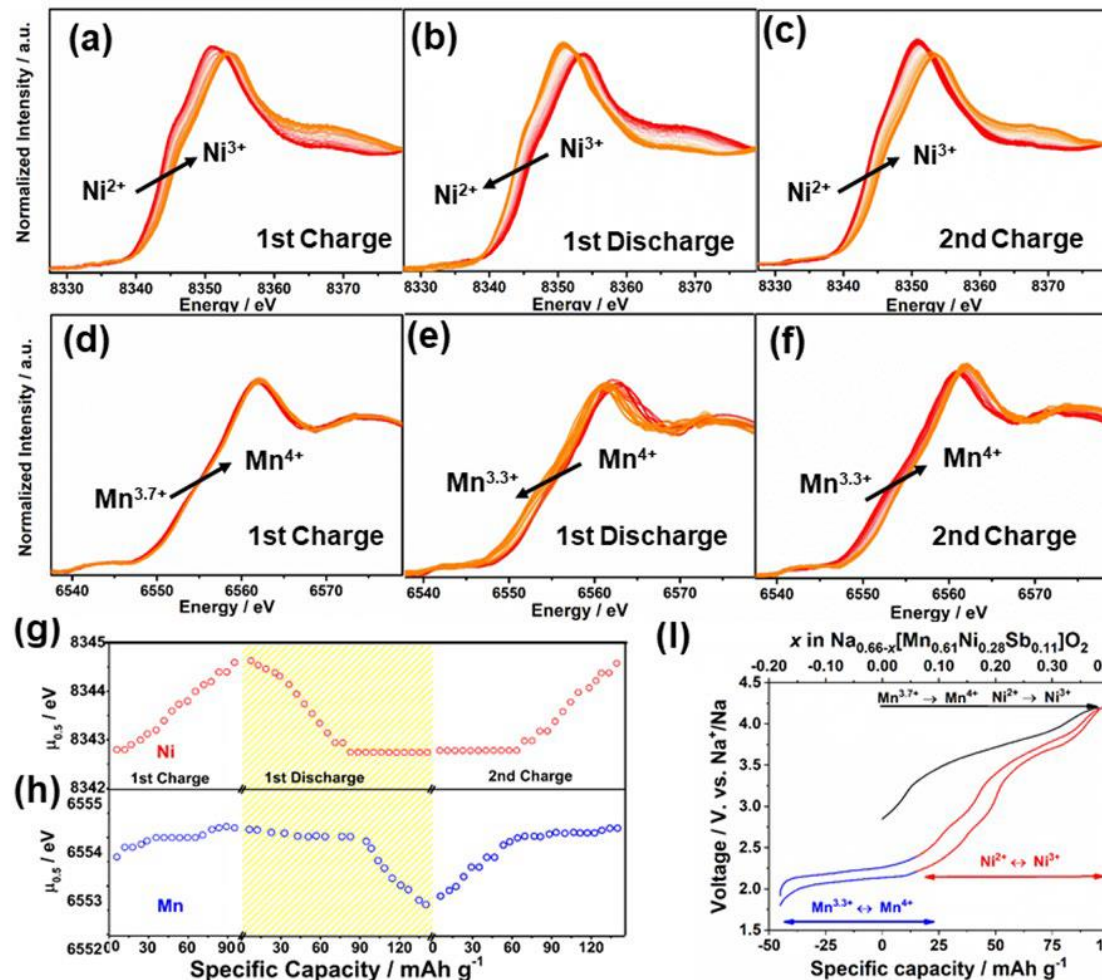 (a)
(b)
(c)
Normalized Intensity / a.u.
Ni2+
Ni3+
1st Charge
Ni3+
Ni2+
1st Discharge
Ni2+
Ni3+
2nd Charge
8330 8340 8350 8360 8370
8330 8340 8350 8360 8370
8330 8340 8350 8360 8370
Energy / eV
Energy / eV
Energy / eV
(d)
(e)
(f)
Normalized Intensity / a.u.
Mn3.7+
Mn4+
1st Charge
Mn3.3+
Mn4+
1st Discharge
Mn3.3+
Mn4+
2nd Charge
6540 6550 6560 6570
6540 6550 6560 6570
6540 6550 6560 6570
Energy / eV
Energy / eV
Energy / eV
(g)
8345
8344
8343
8342
μ0.5 / eV
Ni
1st Charge
1st Discharge
2nd Charge
(h)
6555
6554
6553
6552
μ0.5 / eV
Mn
0 30 60 90 0 30 60 90 120 0 30 60 90 120
Specific Capacity / mAh g-1
(I)
x in Na0.66-x[Mn0.61Ni0.28Sb0.11]O2
-0.20 -0.10 0.00 0.10 0.20 0.30
Mn3.7+ → Mn4+ Ni2+ → Ni3+
4.5
4.0
3.5
3.0
2.5
2.0
1.5
1.0
Voltage / V. vs. Na+/Na
Ni2+ ↔ Ni3+
Mn3.3+ ↔ Mn4+
-50 -25 0 25 50 75
Specific capacity / mAh g-1